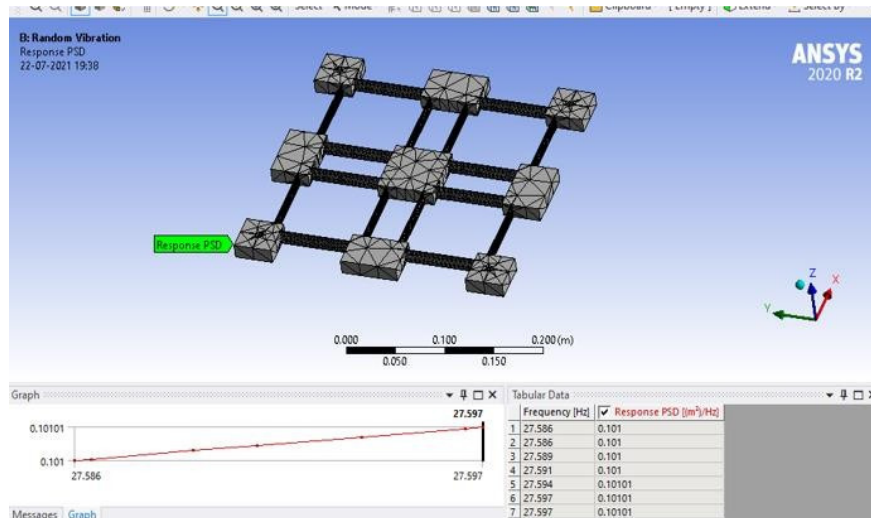 Select Mode Clipboard [Empty] Extend Select By
B: Random Vibration
Response PSD
22-07-2021 19:38
ANSYS
2020 R2
Response PSD
Z
X
Y
0.000 0.100 0.200 (m)
0.050 0.150
Graph
27.597
0.10101
0.101
27.586 27.597
Messages Graph
Tabular Data
Frequency [Hz] Response PSD [(m²)/Hz]
1 27.586 0.101
2 27.586 0.101
3 27.589 0.101
4 27.591 0.101
5 27.594 0.10101
6 27.597 0.10101
7 27.597 0.10101